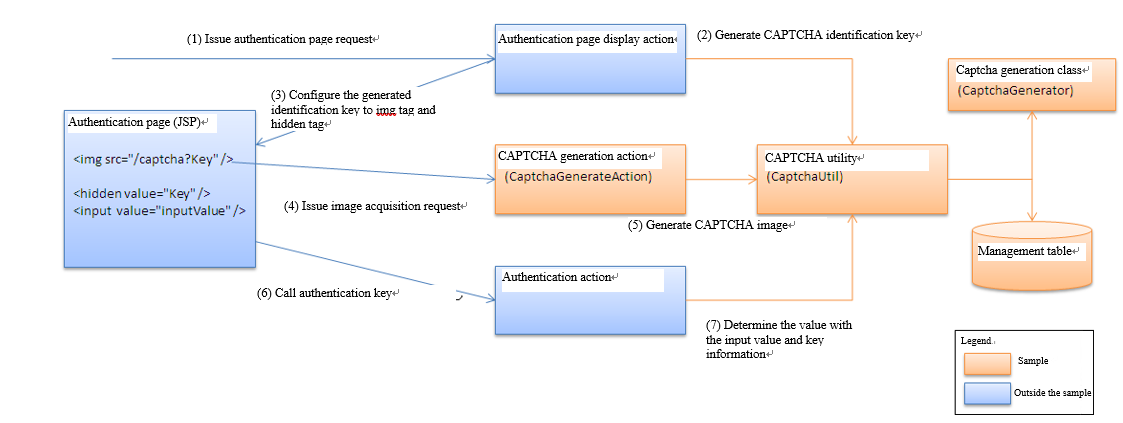 (1) Issue authentication page request↵
Authentication page display action↵
(2) Generate CAPTCHA identification key↵
Captcha generation class↵
(CaptchaGenerator)
(3) Configure the generated
identification key to img tag and
hidden tag↵
Authentication page (JSP)↵
<img src="/captcha?Key" />
<hidden value="Key" />
<input value="inputValue" />
CAPTCHA generation action↵
(CaptchaGenerateAction)
CAPTCHA utility↵
(CaptchaUtil)
(4) Issue image acquisition request↵
(5) Generate CAPTCHA image↵
Management table↵
Authentication action↵
(6) Call authentication key↵
(7) Determine the value with
the input value and key
information↵
Legend↵
Sample
Outside the sample